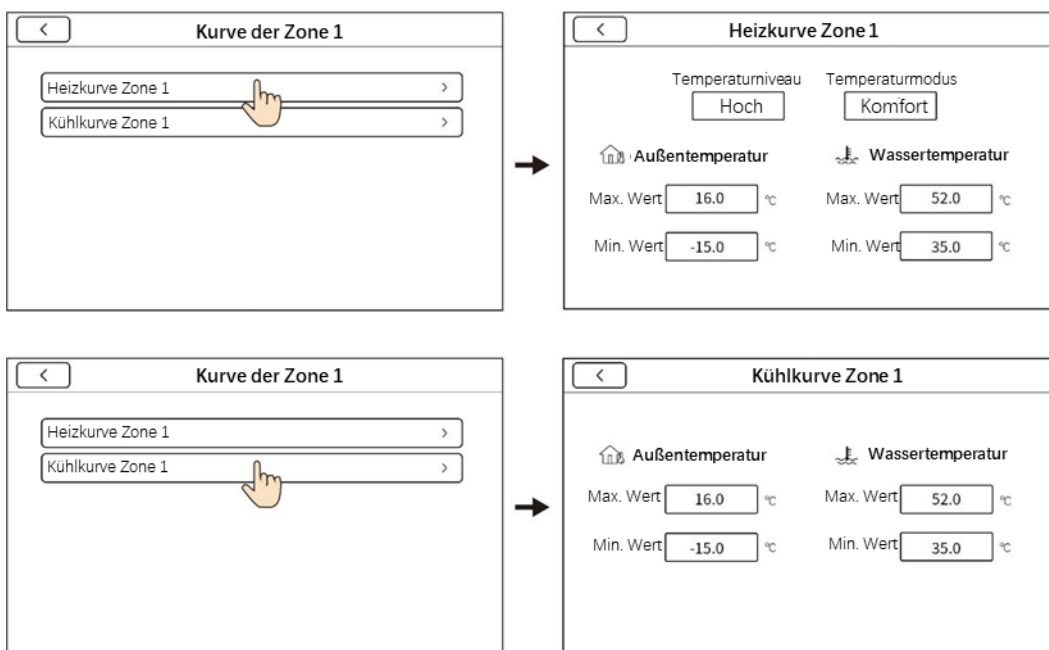 Kurve der Zone 1
Heizkurve Zone 1
Kühlkurve Zone 1
Heizkurve Zone 1
Temperaturniveau Temperaturmodus
Hoch Komfort
Außentemperatur Wassertemperatur
Max. Wert 16.0 °C Max. Wert 52.0 °C
Min. Wert -15.0 °C Min. Wert 35.0 °C
Kurve der Zone 1
Heizkurve Zone 1
Kühlkurve Zone 1
Kühlkurve Zone 1
Außentemperatur Wassertemperatur
Max. Wert 16.0 °C Max. Wert 52.0 °C
Min. Wert -15.0 °C Min. Wert 35.0 °C